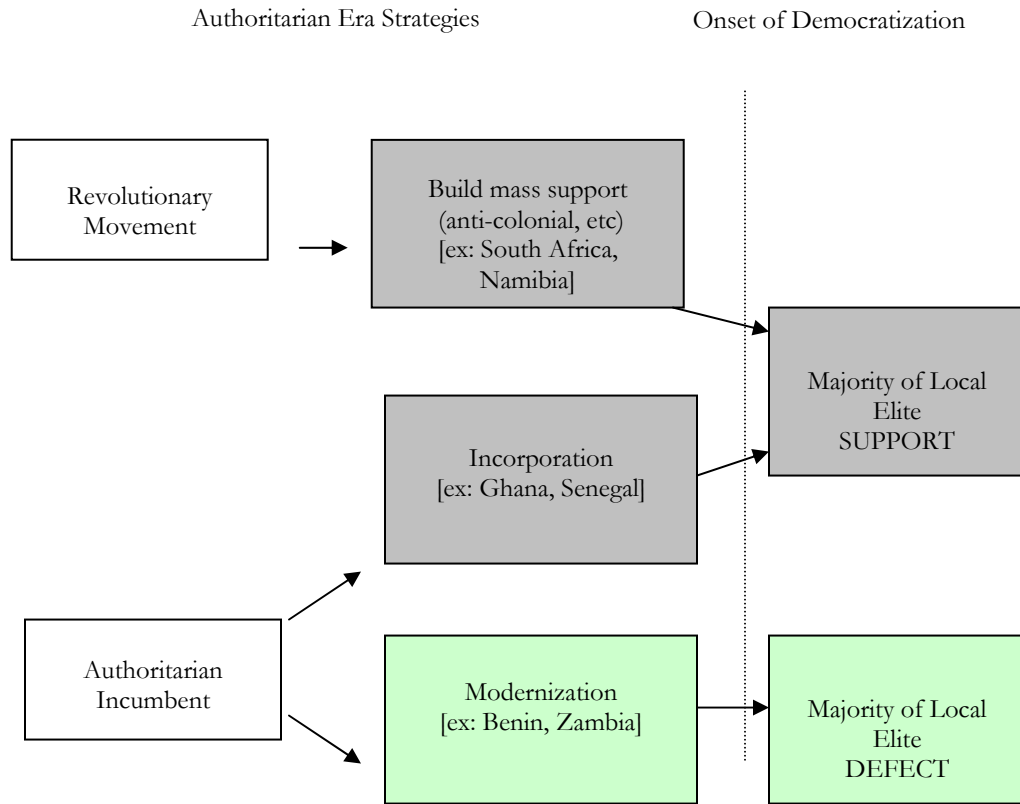 Authoritarian Era Strategies
Onset of Democratization
Revolutionary
Movement
Build mass support
(anti-colonial, etc)
[ex: South Africa,
Namibia]
Majority of Local
Elite
SUPPORT
Incorporation
[ex: Ghana, Senegal]
Authoritarian
Incumbent
Modernization
[ex: Benin, Zambia]
Majority of Local
Elite
DEFECT